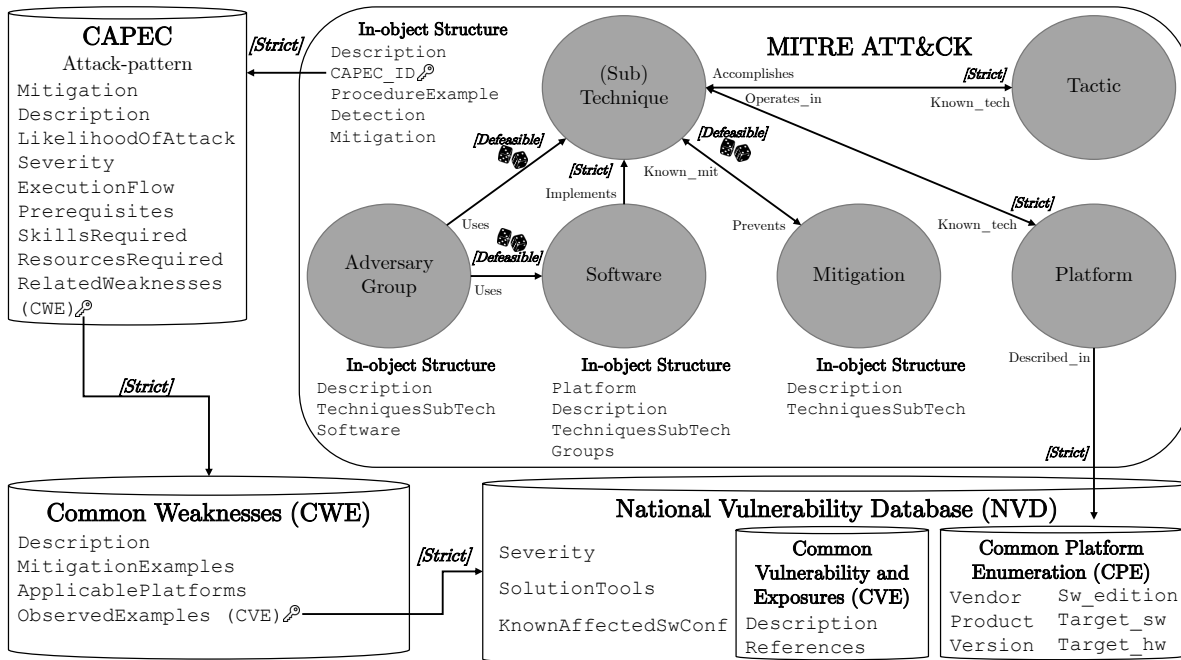 CAPEC
Attack-pattern
Mitigation
Description
LikelihoodOfAttack
Severity
ExecutionFlow
Prerequisites
SkillsRequired
ResourcesRequired
RelatedWeaknesses
(CWE)
[Strict]
In-object Structure
Description
CAPEC_ID
ProcedureExample
Detection
Mitigation
MITRE ATT&CK
(Sub)
Technique
Accomplishes
[Strict]
Known_tech
Tactic
Operates_in
[Strict]
Known_tech
[Defeasible]
Uses
[Strict]
Implements
[Defeasible]
Known_mit
Prevents
Adversary
Group
[Defeasible]
Uses
Software
Mitigation
Platform
In-object Structure
Description
TechniquesSubTech
Software
In-object Structure
Platform
Description
TechniquesSubTech
Groups
In-object Structure
Description
TechniquesSubTech
Described_in
[Strict]
[Strict]
Common Weaknesses (CWE)
Description
MitigationExamples
ApplicablePlatforms
ObservedExamples (CVE)
[Strict]
National Vulnerability Database (NVD)
Severity
SolutionTools
KnownAffectedSwConf
Common
Vulnerability and
Exposures (CVE)
Description
References
Common Platform
Enumeration (CPE)
Vendor Sw_edition
Product Target_sw
Version Target_hw